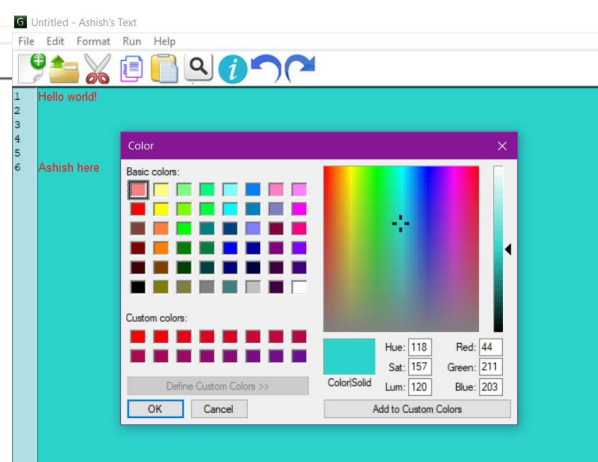 G Untitled - Ashish's Text
File Edit Format Run Help
1 Hello world!
2
3
4
5
6 Ashish here
Color
Basic colors:
Custom colors:
Define Custom Colors >>
OK Cancel
Color|Solid
Hue: 118 Red: 44
Sat: 157 Green: 211
Lum: 120 Blue: 203
Add to Custom Colors